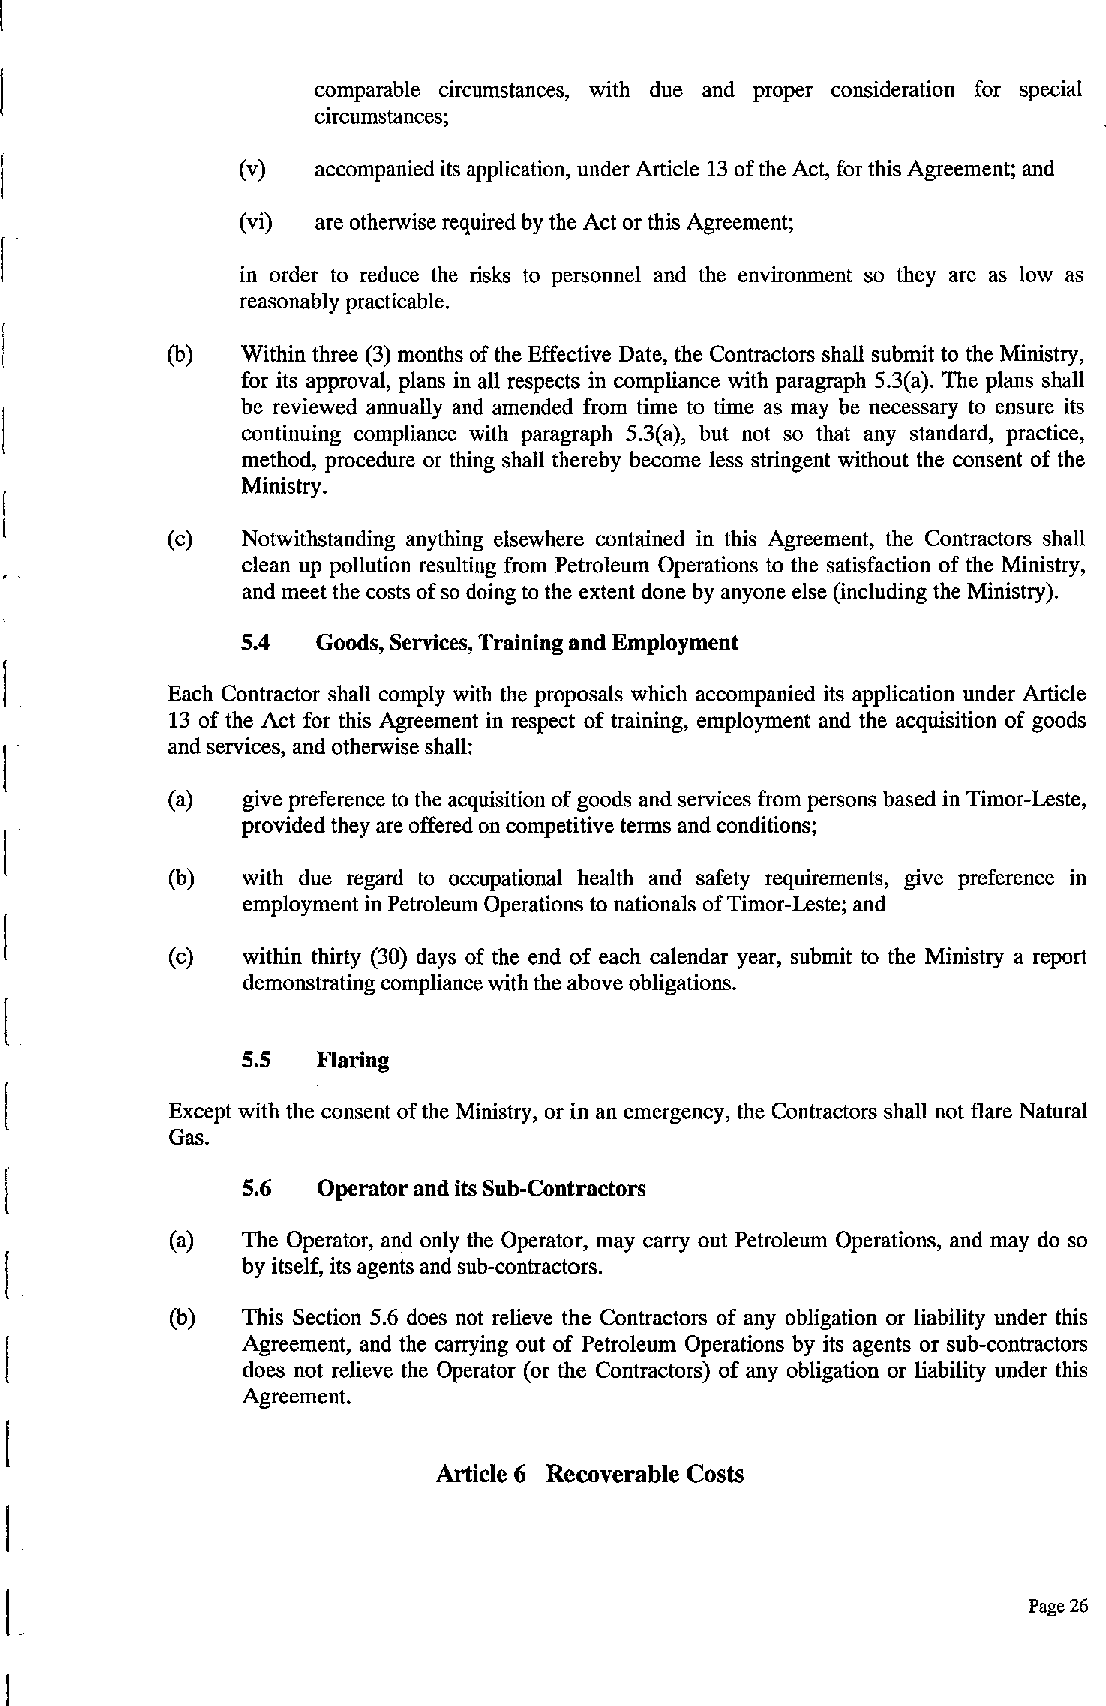 comparable circumstances, with due and proper consideration for special
circumstances;
(v) accompanied its application, under Article 13 of the Act, for this Agreement; and
(vi) are otherwise required by the Act or this Agreement;
in order to reduce the risks to personnel and the environment so they are as low as
reasonably practicable.
(b) Within three (3) months of the Effective Date, the Contractors shall submit to the Ministry,
for its approval, plans in all respects in compliance with paragraph 5.3(a). The plans shall
be reviewed annually and amended from time to time as may be necessary to ensure its
continuing compliance with paragraph 5.3(a), but not so that any standard, practice,
method, procedure or thing shall thereby become less stringent without the consent of the
Ministry.
(c) Notwithstanding anything elsewhere contained in this Agreement, the Contractors shall
clean up pollution resulting from Petroleum Operations to the satisfaction of the Ministry,
and meet the costs of so doing to the extent done by anyone else (including the Ministry).
5.4 Goods, Services, Training and Employment
Each Contractor shall comply with the proposals which accompanied its application under Article
13 of the Act for this Agreement in respect of training, employment and the acquisition of goods
and services, and otherwise shall:
(a) give preference to the acquisition of goods and services from persons based in Timor-Leste,
provided they are offered on competitive terms and conditions;
(b) with due regard to occupational health and safety requirements, give preference in
employment in Petroleum Operations to nationals of Timor-Leste; and
(c) within thirty (30) days of the end of each calendar year, submit to the Ministry a report
demonstrating compliance with the above obligations.
5.5 Flaring
Except with the consent of the Ministry, or in an emergency, the Contractors shall not flare Natural
Gas.
5.6 Operator and its Sub-Contractors
(a) The Operator, and only the Operator, may carry out Petroleum Operations, and may do so
by itself, its agents and sub-contractors.
(b) This Section 5.6 does not relieve the Contractors of any obligation or liability under this
Agreement, and the carrying out of Petroleum Operations by its agents or sub-contractors
does not relieve the Operator (or the Contractors) of any obligation or liability under this
Agreement.
Article 6 Recoverable Costs
Page 26